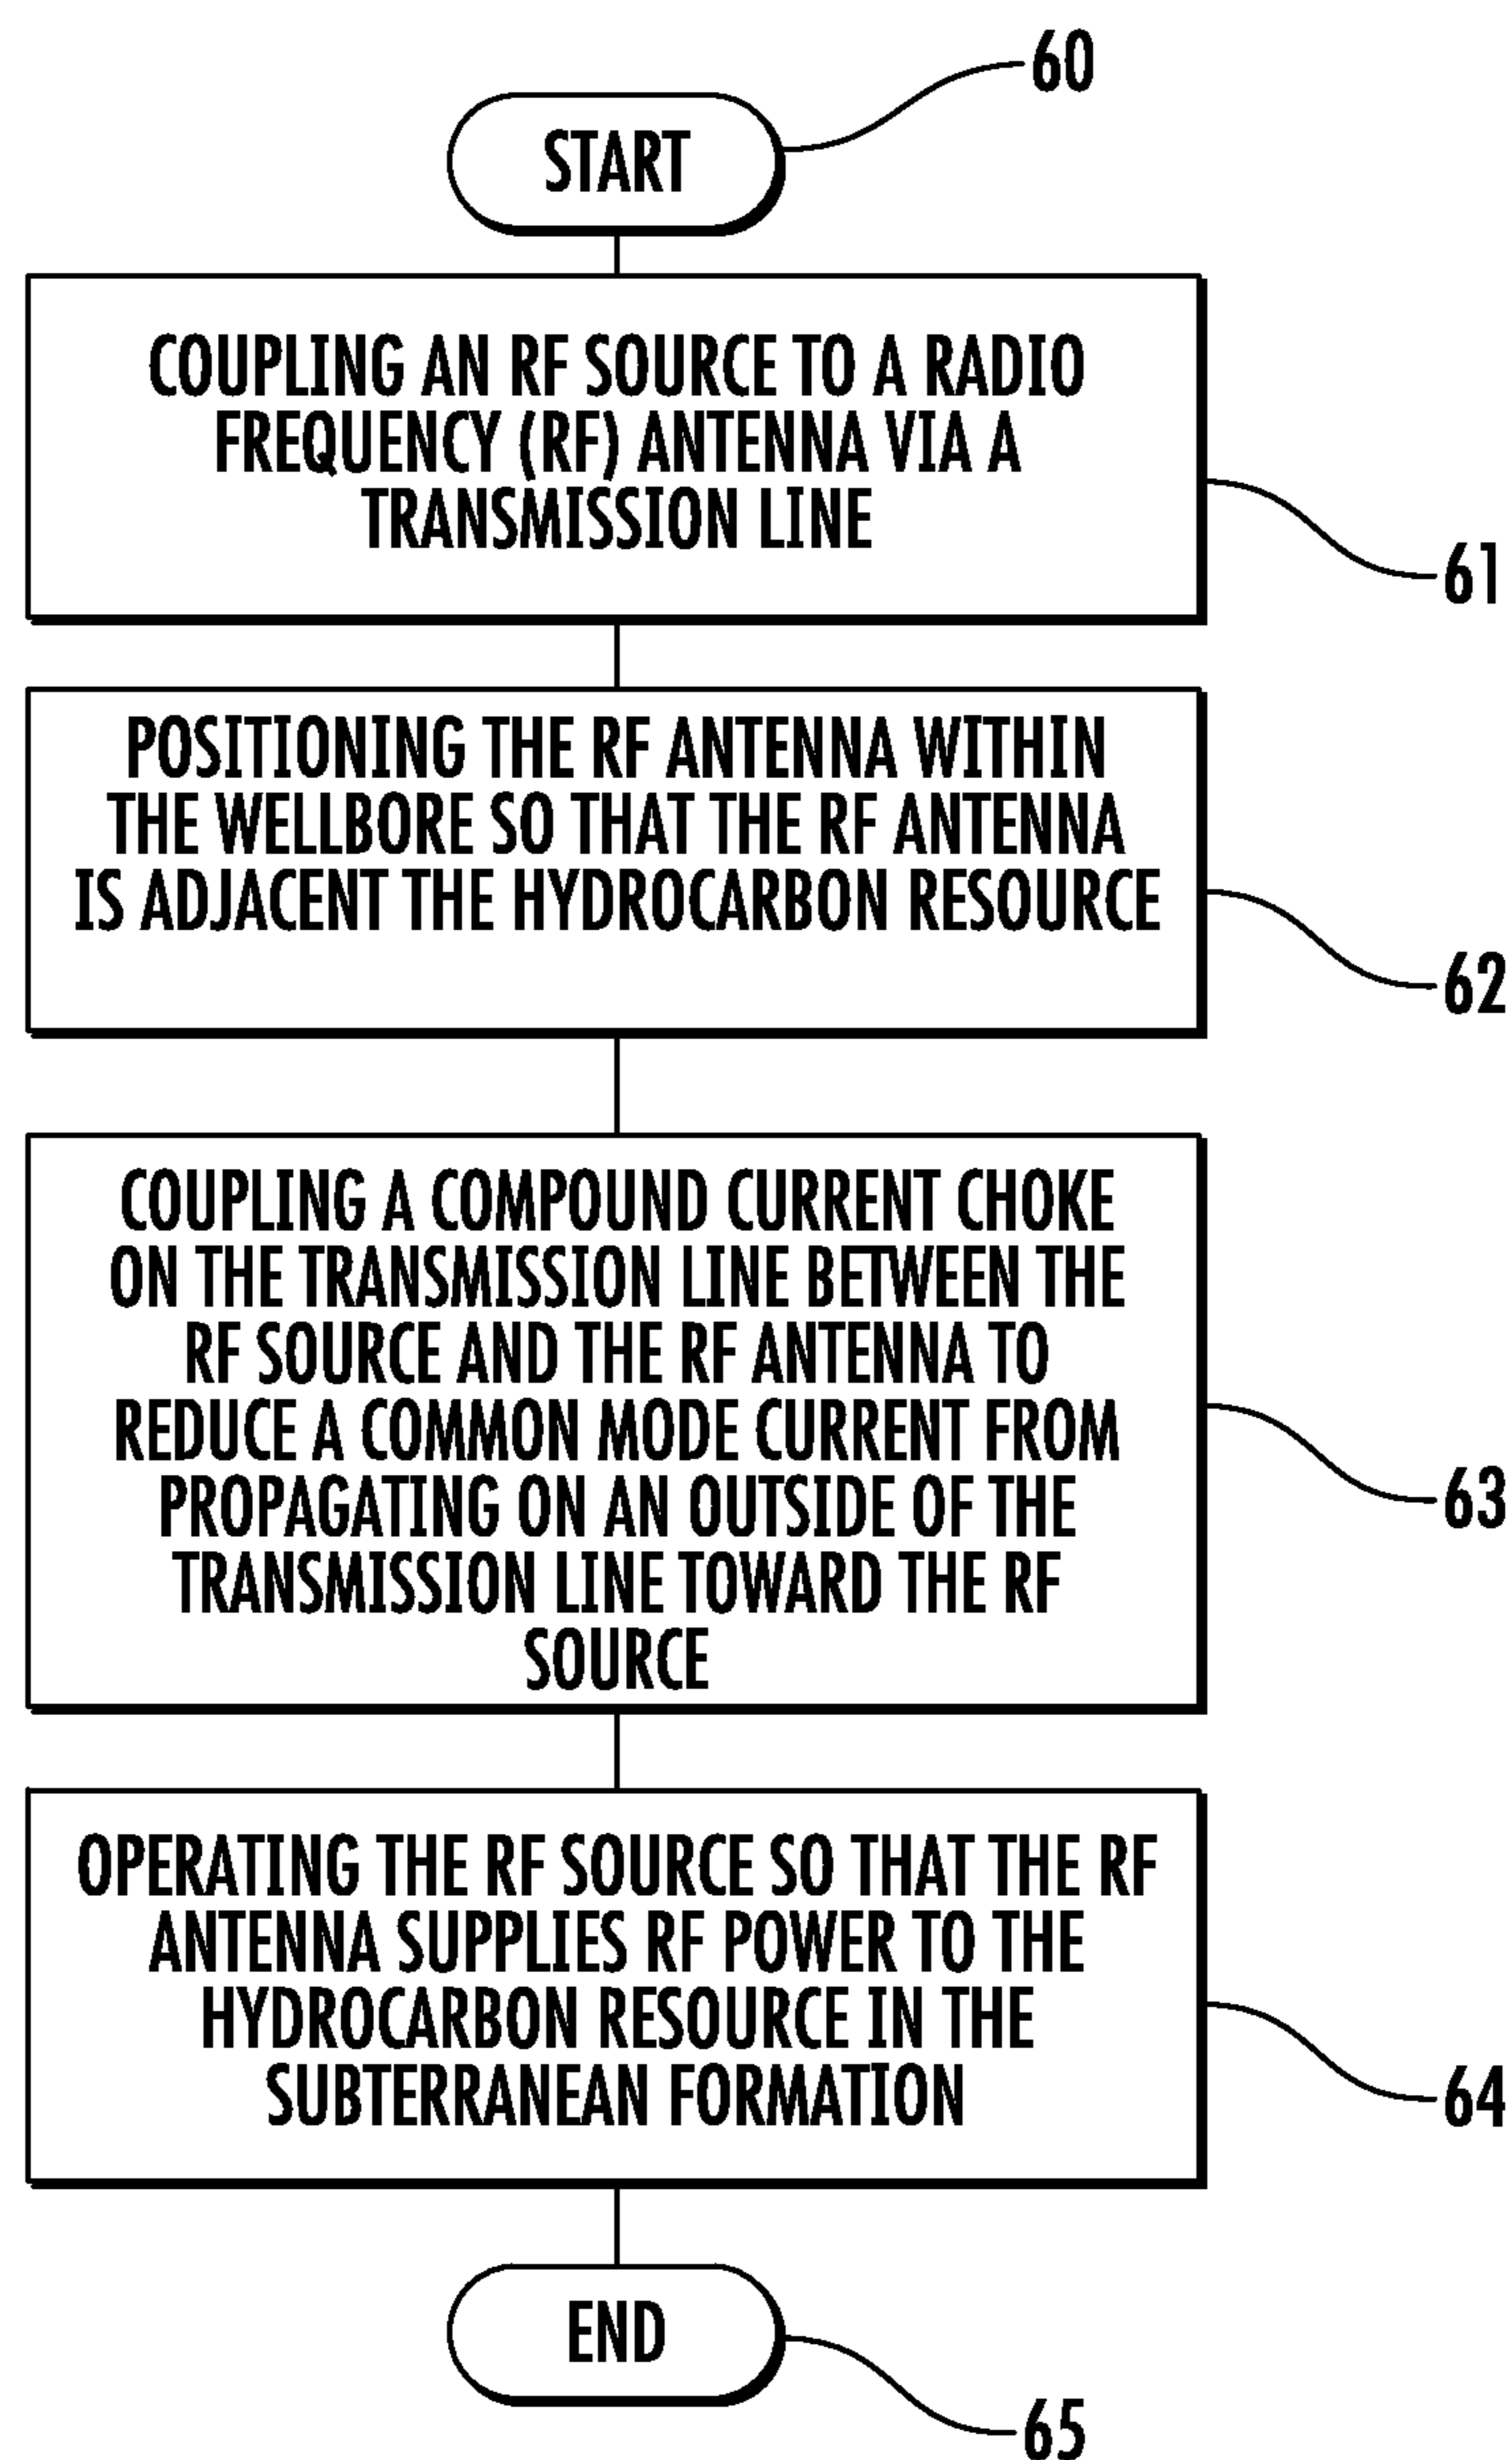 60
START
COUPLING AN RF SOURCE TO A RADIO
FREQUENCY (RF) ANTENNA VIA A
TRANSMISSION LINE
61
POSITIONING THE RF ANTENNA WITHIN
THE WELLBORE SO THAT THE RF ANTENNA
IS ADJACENT THE HYDROCARBON RESOURCE
62
COUPLING A COMPOUND CURRENT CHOKE
ON THE TRANSMISSION LINE BETWEEN THE
RF SOURCE AND THE RF ANTENNA TO
REDUCE A COMMON MODE CURRENT FROM
PROPAGATING ON AN OUTSIDE OF THE
TRANSMISSION LINE TOWARD THE RF
SOURCE
63
OPERATING THE RF SOURCE SO THAT THE RF
ANTENNA SUPPLIES RF POWER TO THE
HYDROCARBON RESOURCE IN THE
SUBTERRANEAN FORMATION
64
END
65